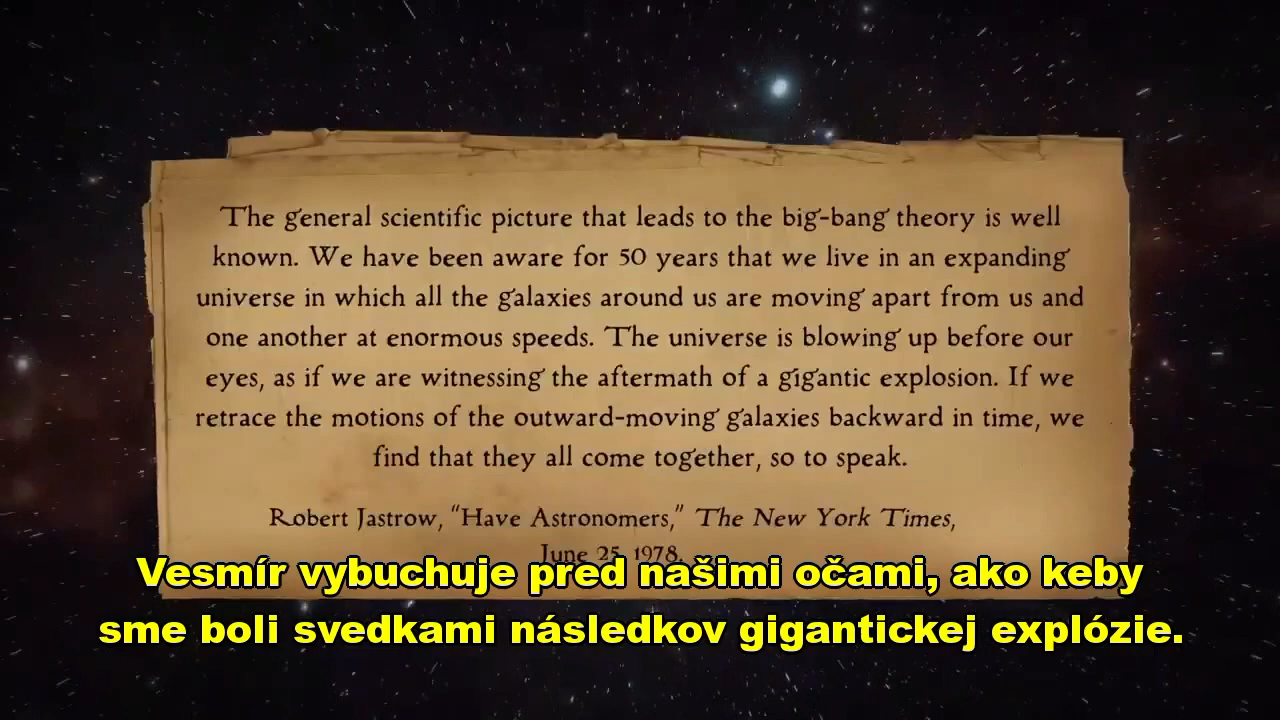 The general scientific picture that leads to the big-bang theory is well
known. We have been aware for 50 years that we live in an expanding
universe in which all the galaxies around us are moving apart from us and
one another at enormous speeds. The universe is blowing up before our
eyes, as if we are witnessing the aftermath of a gigantic explosion. If we
retrace the motions of the outward-moving galaxies backward in time, we
find that they all come together, so to speak.
Robert Jastrow, “Have Astronomers,” The New York Times,
June 25, 1978.
Vesmír vybuchuje pred našimi očami, ako keby
sme boli svedkami následkov gigantickej explózie.